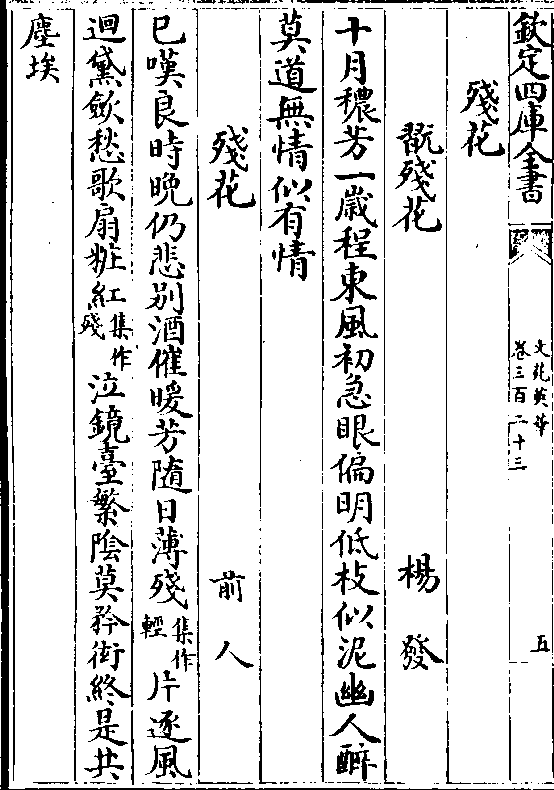 欽定四庫全書
文苑英華
卷三百二十三
五
殘花
翫殘花 楊發
十月穠芳一歲程東風初急眼偏明低枝似泥幽人醉
莫道無情似有情
殘花 前人
已嘆良時晚仍悲别酒催暖芳隨日薄殘集作輕片逐風
迴黛斂愁歌扇粧紅集作殘泣鏡臺繁陰莫矜衒終是共
塵埃